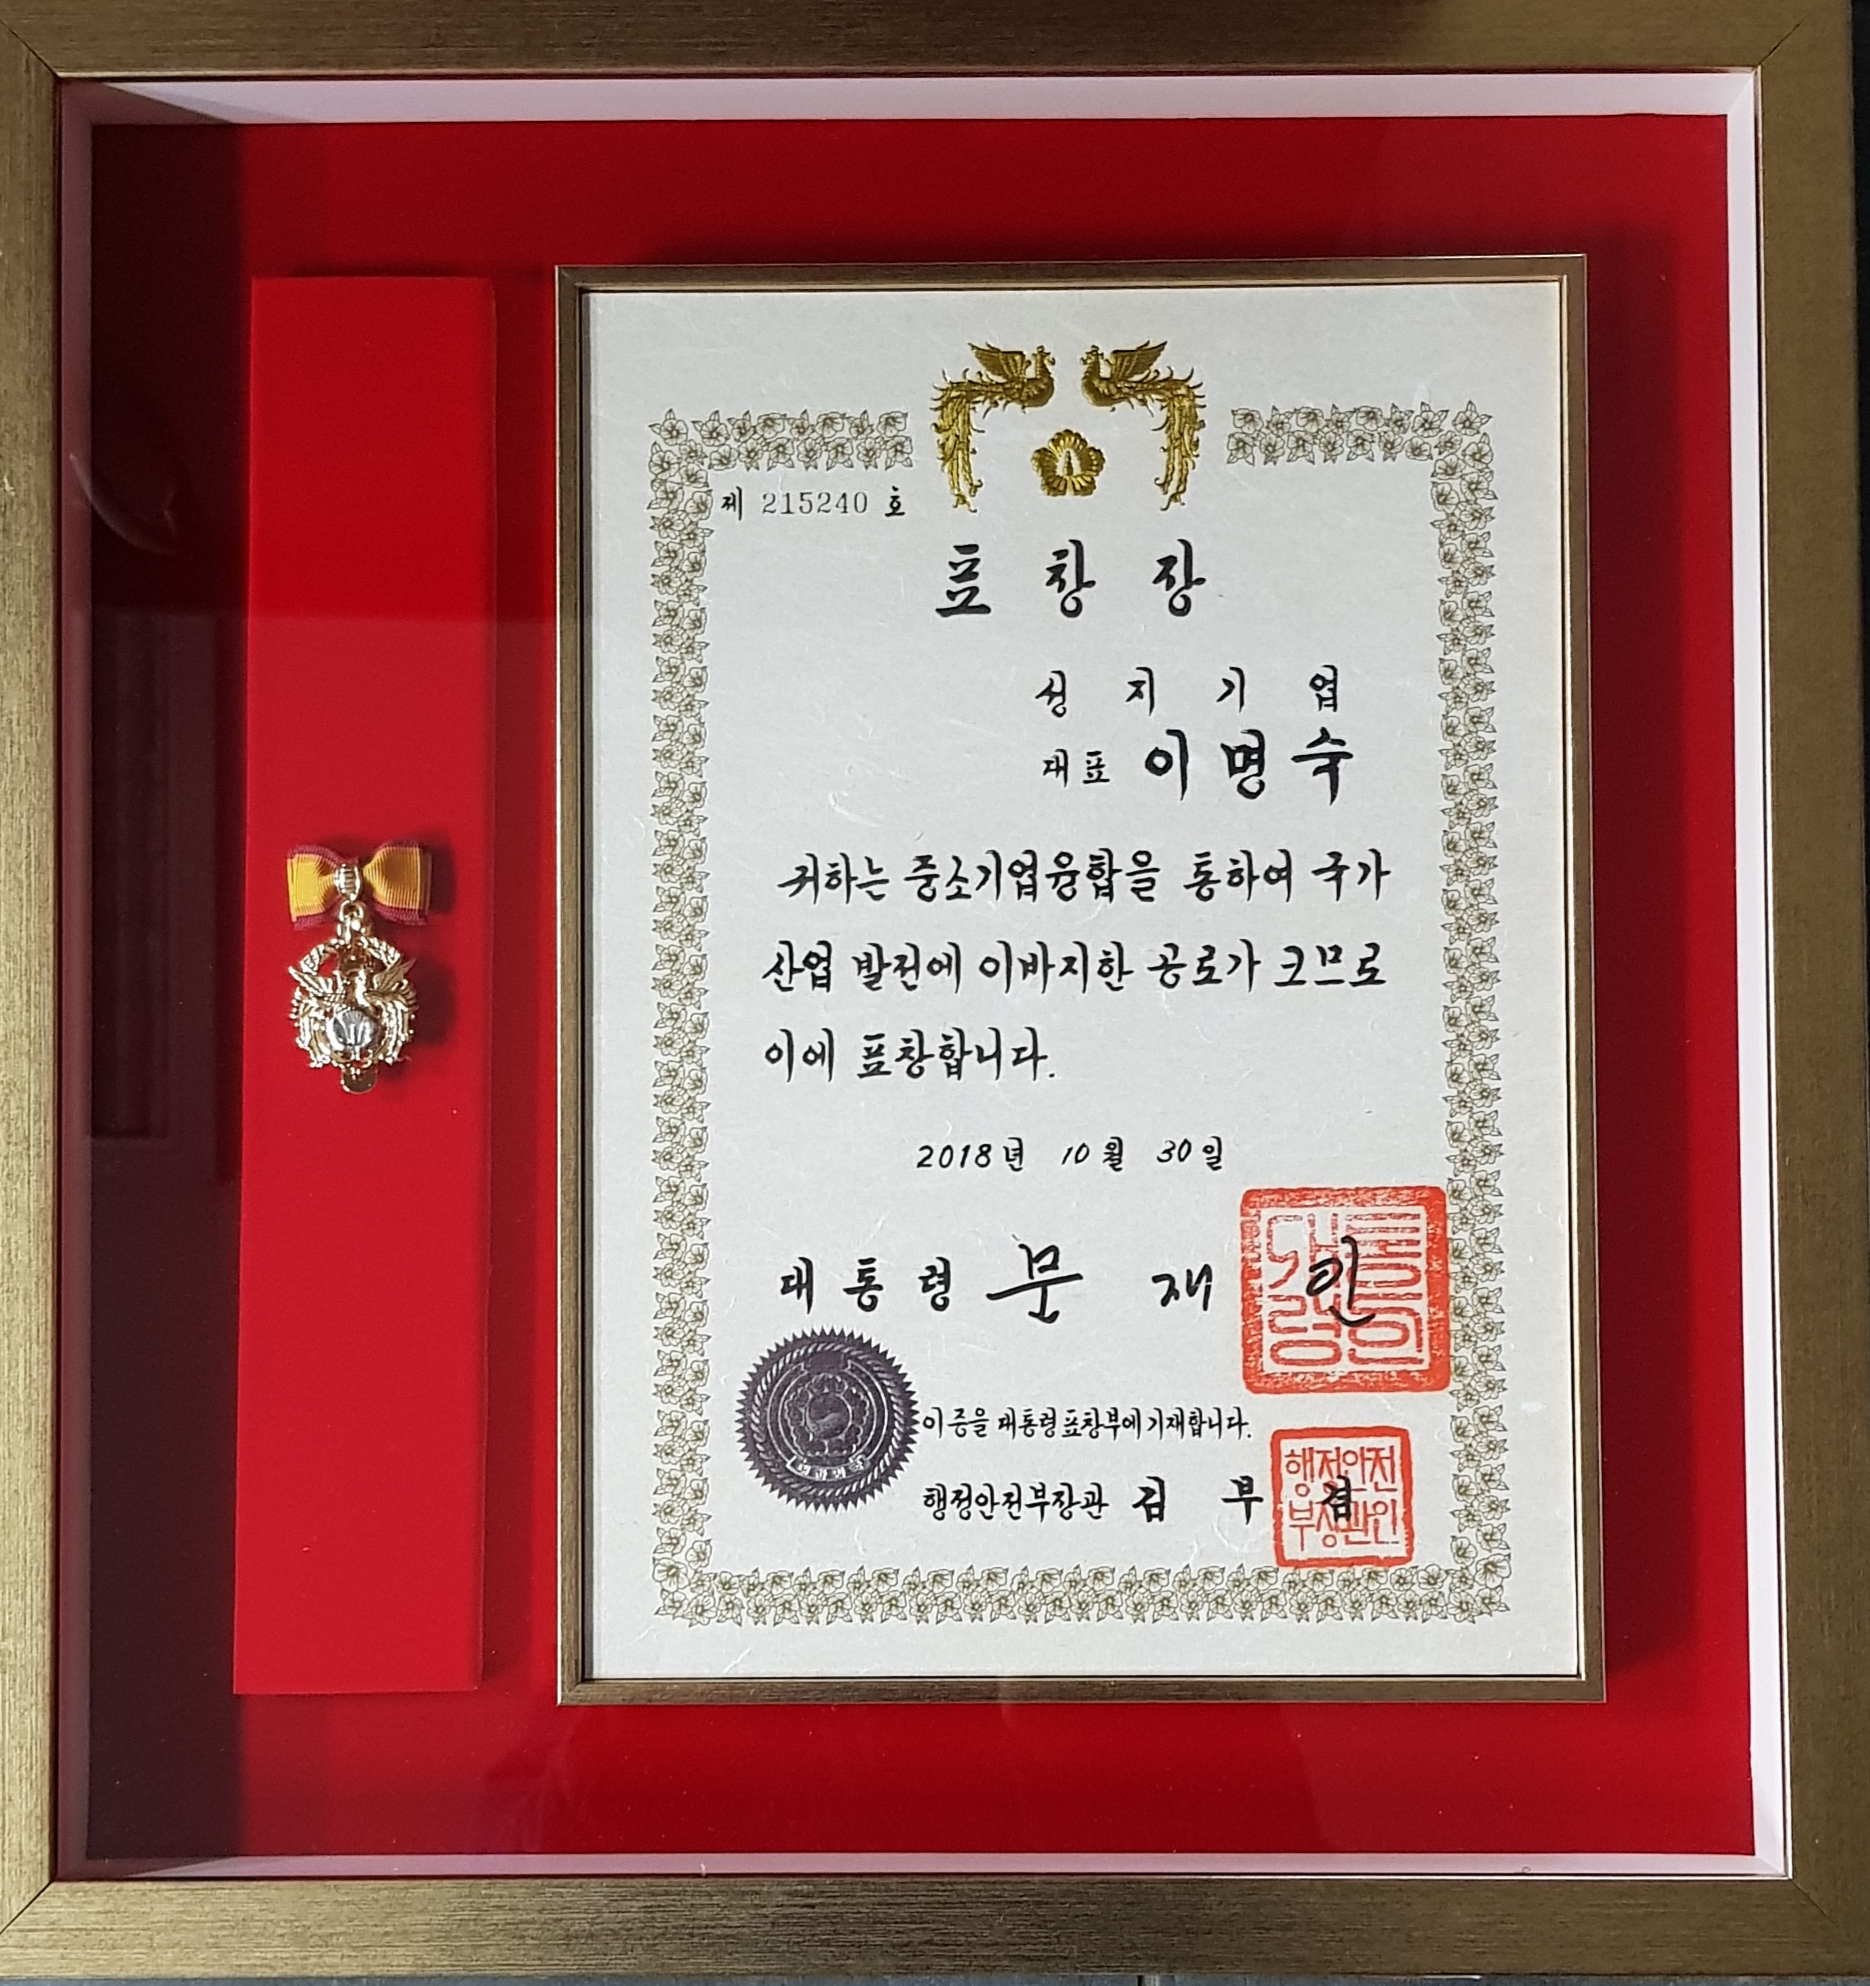 제 215240 호
표 창 장
성 지 기 업
대표 이 명 숙
귀하는 중소기업융합을 통하여 국가
산업 발전에 이바지한 공로가 크므로
이에 표창합니다.
2018년 10월 30일
대 통 령 문 재 인
대통령의인
이 증을 대통령표창부에 기재합니다.
행정안전부장관 김 부 겸
행정안전
부장관인